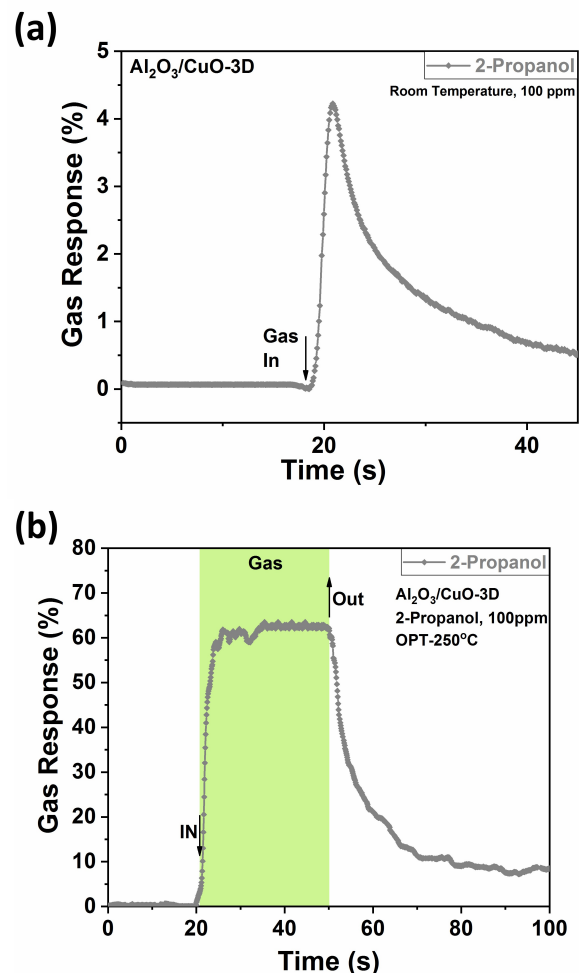 (a)
Al₂O₃/CuO-3D
2-Propanol
Room Temperature, 100 ppm
Gas Response (%)
5
4
3
2
1
0
Gas
In
0
20
40
Time (s)
(b)
Gas
2-Propanol
Al₂O₃/CuO-3D
2-Propanol, 100ppm
OPT-250°C
Out
IN
Gas Response (%)
80
70
60
50
40
30
20
10
0
0
20
40
60
80
100
Time (s)